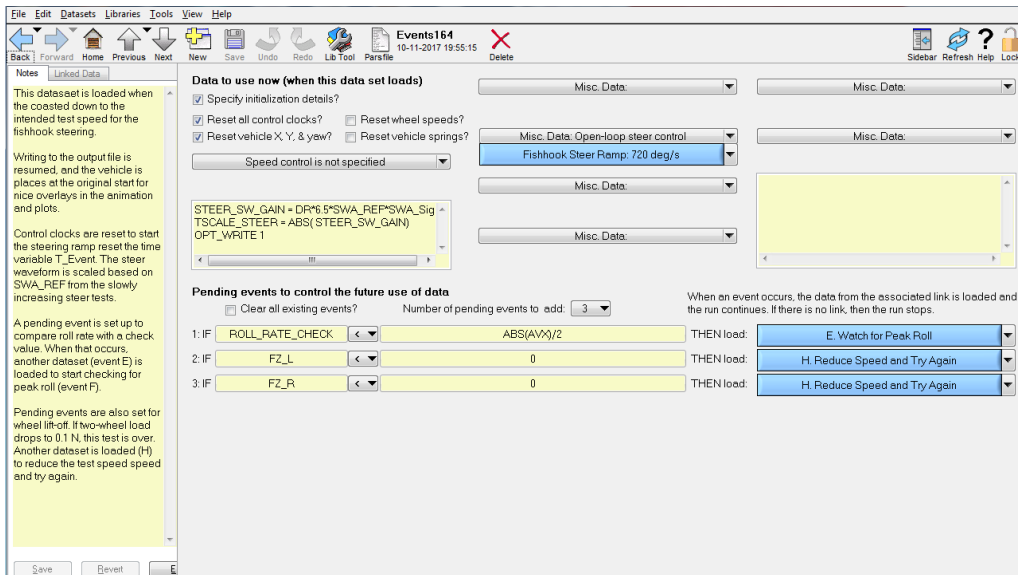 File Edit Datasets Libraries Tools View Help
Back Forward Home Previous Next New Save Undo Redo Lib Tool Parsfile Events164 10-11-2017 19:55:15 Delete Sidebar Refresh Help Lock
Notes Linked Data
This datasaet is loaded when
the coasted down to the
intended test speed for the
fishhook steering.
Writing to the output file is
resumed, and the vehicle is
places at the original start for
nice overlays in the animation
and plots.
Control clocks are reset to start
the steering ramp reset the time
variable T_Event. The steer
waveform is scaled based on
SWA_REF from the slowly
increasing steer tests.
A pending event is set up to
compare roll rate with a check
value. When that occurs,
another dataset (event E) is
loaded to start checking for
peak roll (event F).
Pending events are also set for
wheel lift-off. If two-wheel load
drops to 0.1 N, this test is over.
Another dataset is loaded (H)
to reduce the test speed speed
and try again.
Save Revert E
Data to use now (when this data set loads)
Specify initialization details?
Reset all control clocks? Reset wheel speeds?
Reset vehicle X, Y, & yaw? Reset vehicle springs?
Speed control is not specified
STEER_SW_GAIN = DR*6.5*SWA_REF*SWA_Sig
TSCALE_STEER = ABS( STEER_SW_GAIN)
OPT_WRITE 1
Misc. Data:
Misc. Data: Open-loop steer control
Fishhook Steer Ramp: 720 deg/s
Misc. Data:
Misc. Data:
Misc. Data:
Misc. Data:
Pending events to control the future use of data
Clear all existing events? Number of pending events to add: 3
When an event occurs, the data from the associated link is loaded and
the run continues. If there is no link, then the run stops.
1: IF ROLL_RATE_CHECK < ABS(AVX)/2 THEN load: E. Watch for Peak Roll
2: IF FZ_L < 0 THEN load: H. Reduce Speed and Try Again
3: IF FZ_R < 0 THEN load: H. Reduce Speed and Try Again